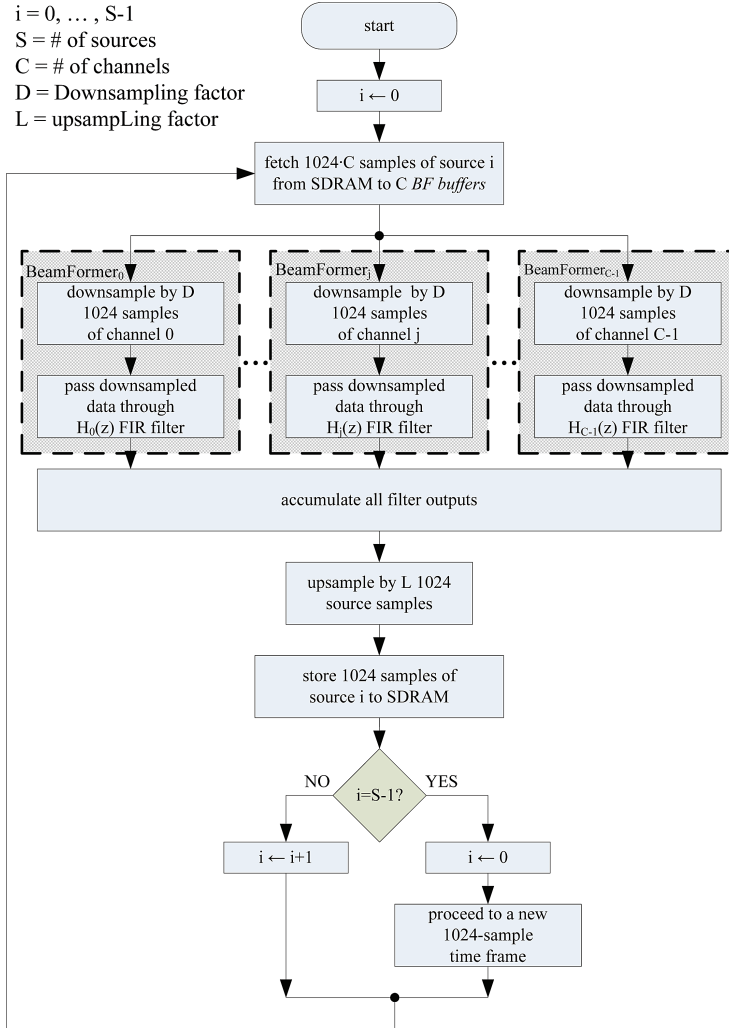 i = 0, … , S-1
S = # of sources
C = # of channels
D = Downsampling factor
L = upsampLing factor
start
i ← 0
fetch 1024·C samples of source i
from SDRAM to C BF buffers
BeamFormer0
downsample by D
1024 samples
of channel 0
pass downsampled
data through
H0(z) FIR filter
...
BeamFormerj
downsample by D
1024 samples
of channel j
pass downsampled
data through
Hj(z) FIR filter
...
BeamFormerC-1
downsample by D
1024 samples
of channel C-1
pass downsampled
data through
HC-1(z) FIR filter
accumulate all filter outputs
upsample by L 1024
source samples
store 1024 samples of
source i to SDRAM
i=S-1?
NO
YES
i ← i+1
i ← 0
proceed to a new
1024-sample
time frame